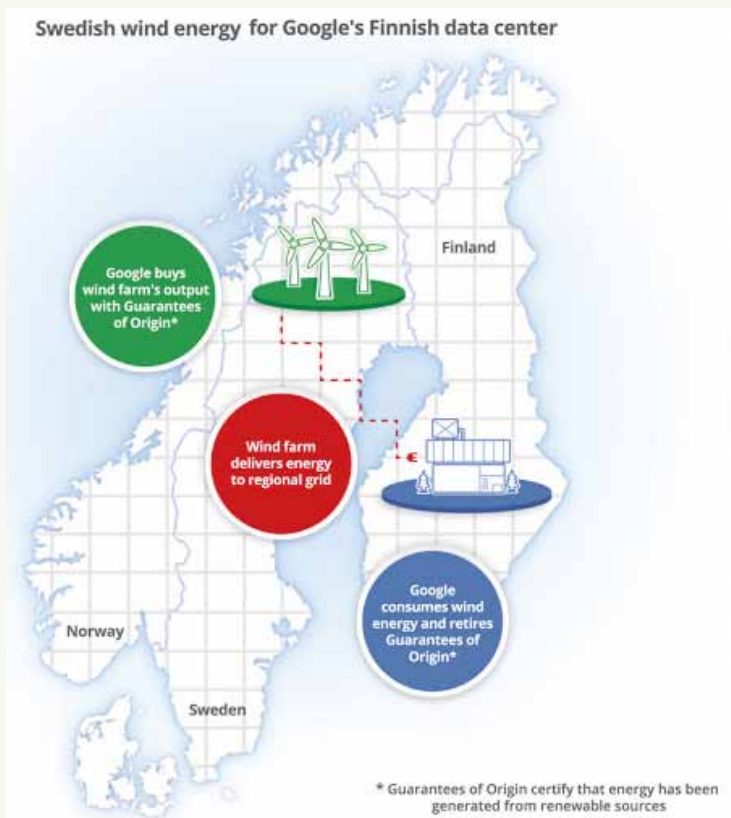 Swedish wind energy for Google's Finnish data center
Finland
Google buys
wind farm's output
with Guarantees
of Origin*
Wind farm
delivers energy
to regional grid
Google
consumes wind
energy and retires
Guarantees of
Origin*
Norway
Sweden
* Guarantees of Origin certify that energy has been
generated from renewable sources